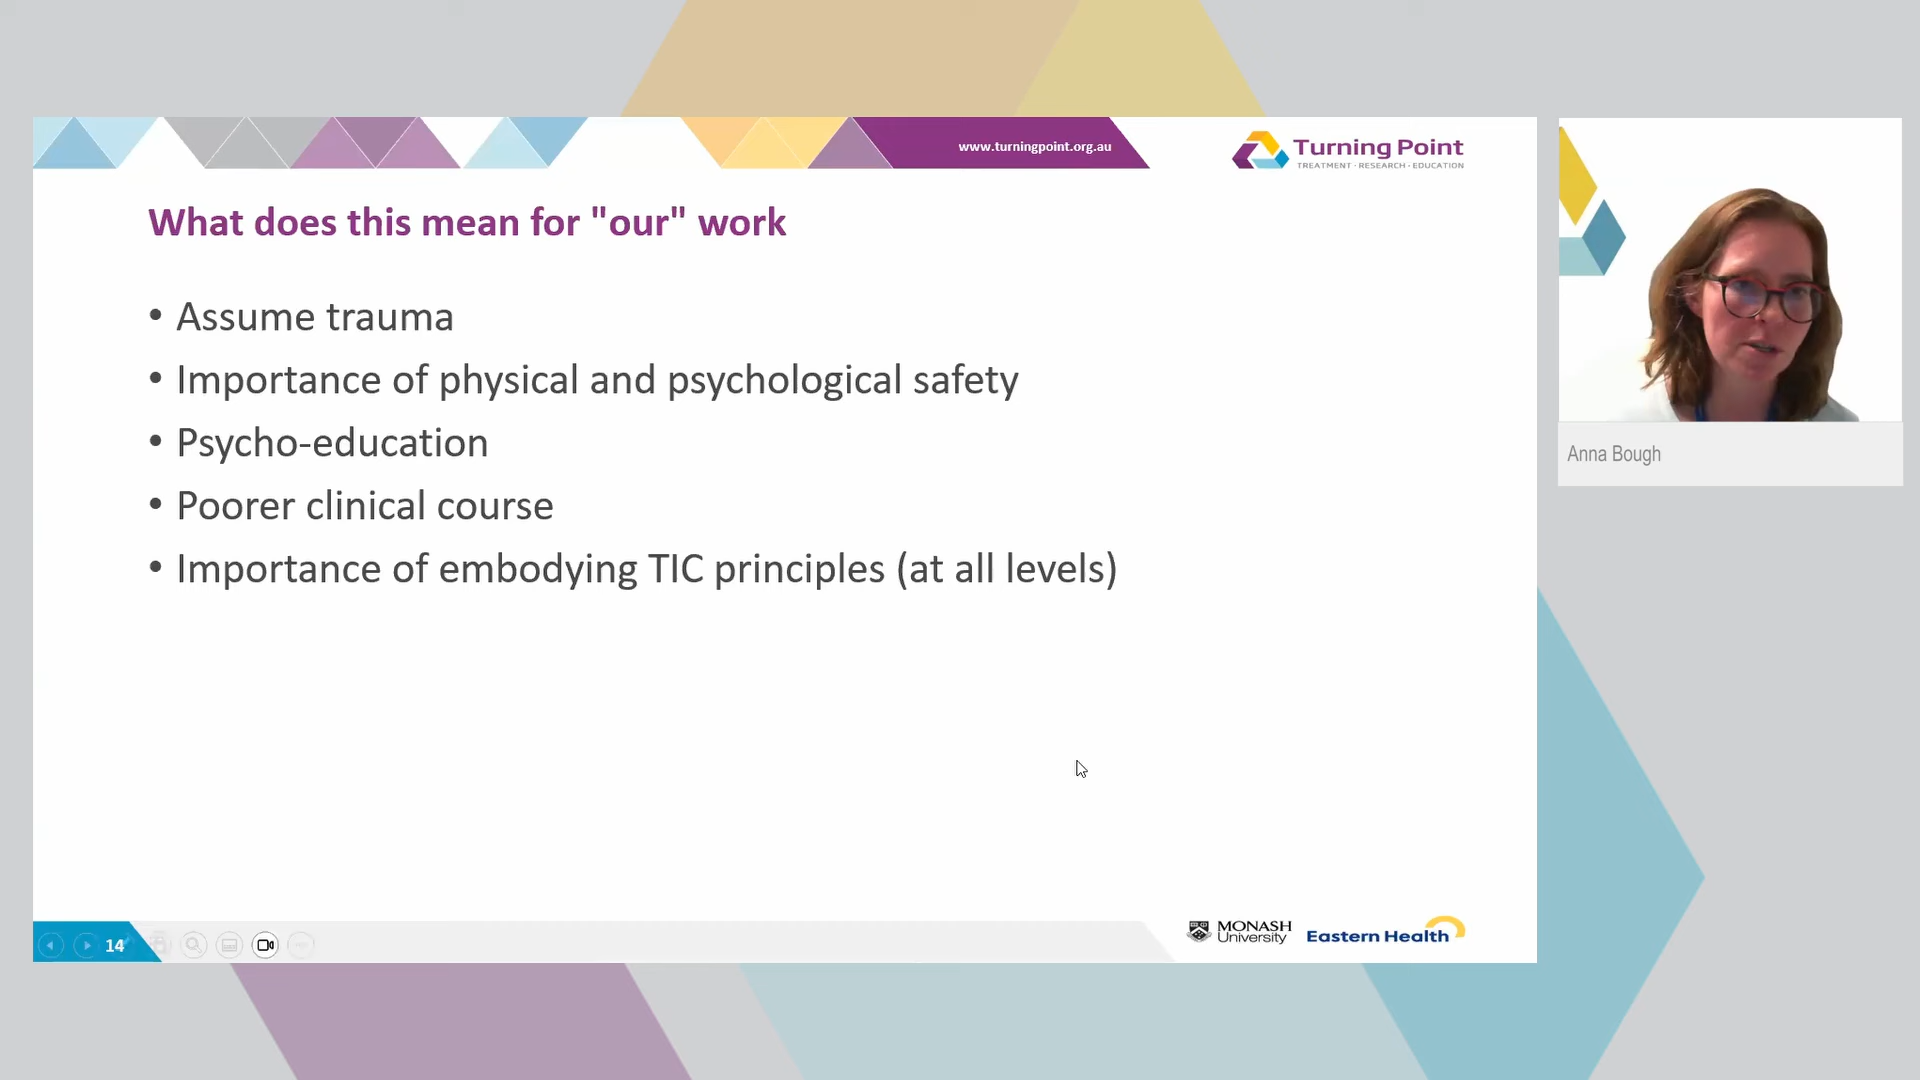 www.turningpoint.org.au
Turning Point
TREATMENT · RESEARCH · EDUCATION
What does this mean for "our" work
• Assume trauma
• Importance of physical and psychological safety
• Psycho-education
• Poorer clinical course
• Importance of embodying TIC principles (at all levels)
Anna Bough
14
MONASH
University
Eastern Health